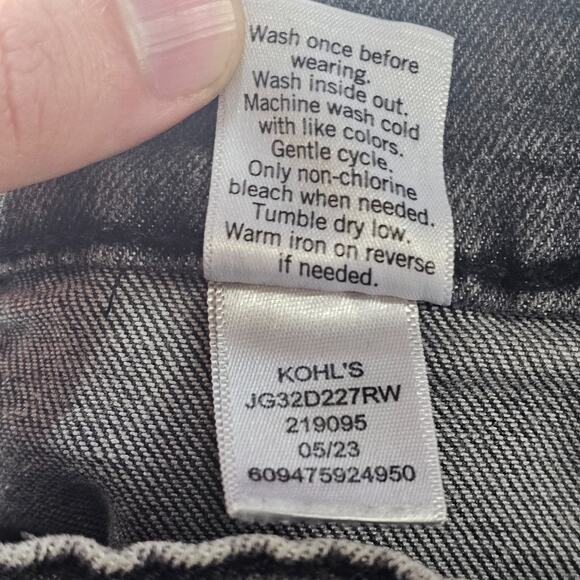 Wash once before
wearing.
Wash inside out.
Machine wash cold
with like colors.
Gentle cycle.
Only non-chlorine
bleach when needed.
Tumble dry low.
Warm iron on reverse
if needed.
KOHL'S
JG32D227RW
219095
05/23
609475924950